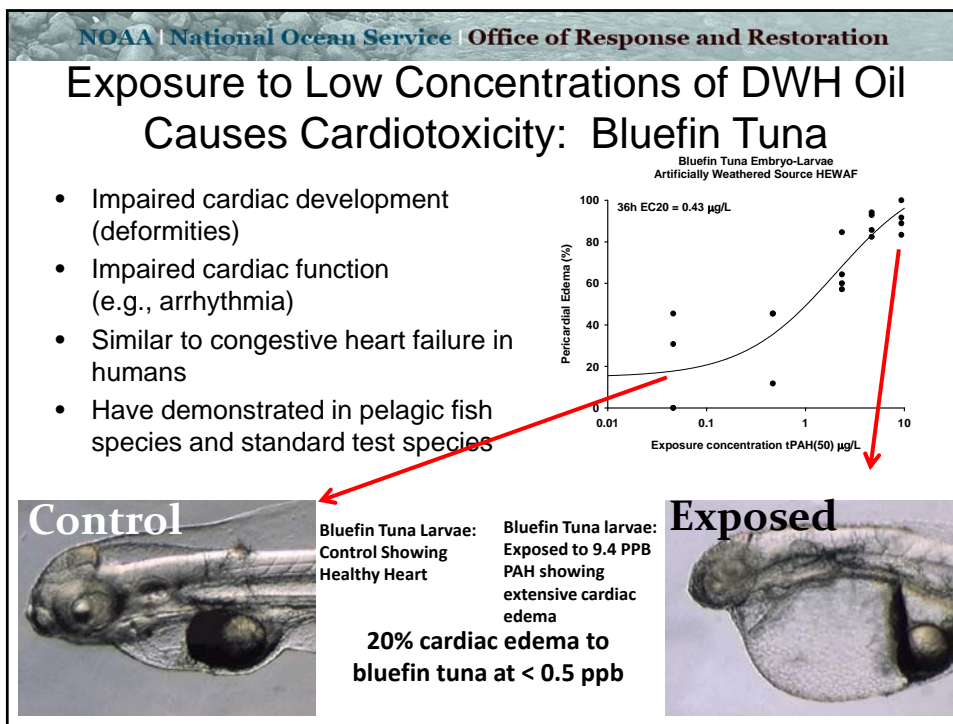 NOAA | National Ocean Service | Office of Response and Restoration
Exposure to Low Concentrations of DWH Oil
Causes Cardiotoxicity: Bluefin Tuna
• Impaired cardiac development
(deformities)
• Impaired cardiac function
(e.g., arrhythmia)
• Similar to congestive heart failure in
humans
• Have demonstrated in pelagic fish
species and standard test species
Bluefin Tuna Embryo-Larvae
Artificially Weathered Source HEWAF
36h EC20 = 0.43 µg/L
Pericardial Edema (%)
100
80
60
40
20
0
0.01 0.1 1 10
Exposure concentration tPAH(50) µg/L
Control
Bluefin Tuna Larvae:
Control Showing
Healthy Heart
Bluefin Tuna larvae:
Exposed to 9.4 PPB
PAH showing
extensive cardiac
edema
Exposed
20% cardiac edema to
bluefin tuna at < 0.5 ppb